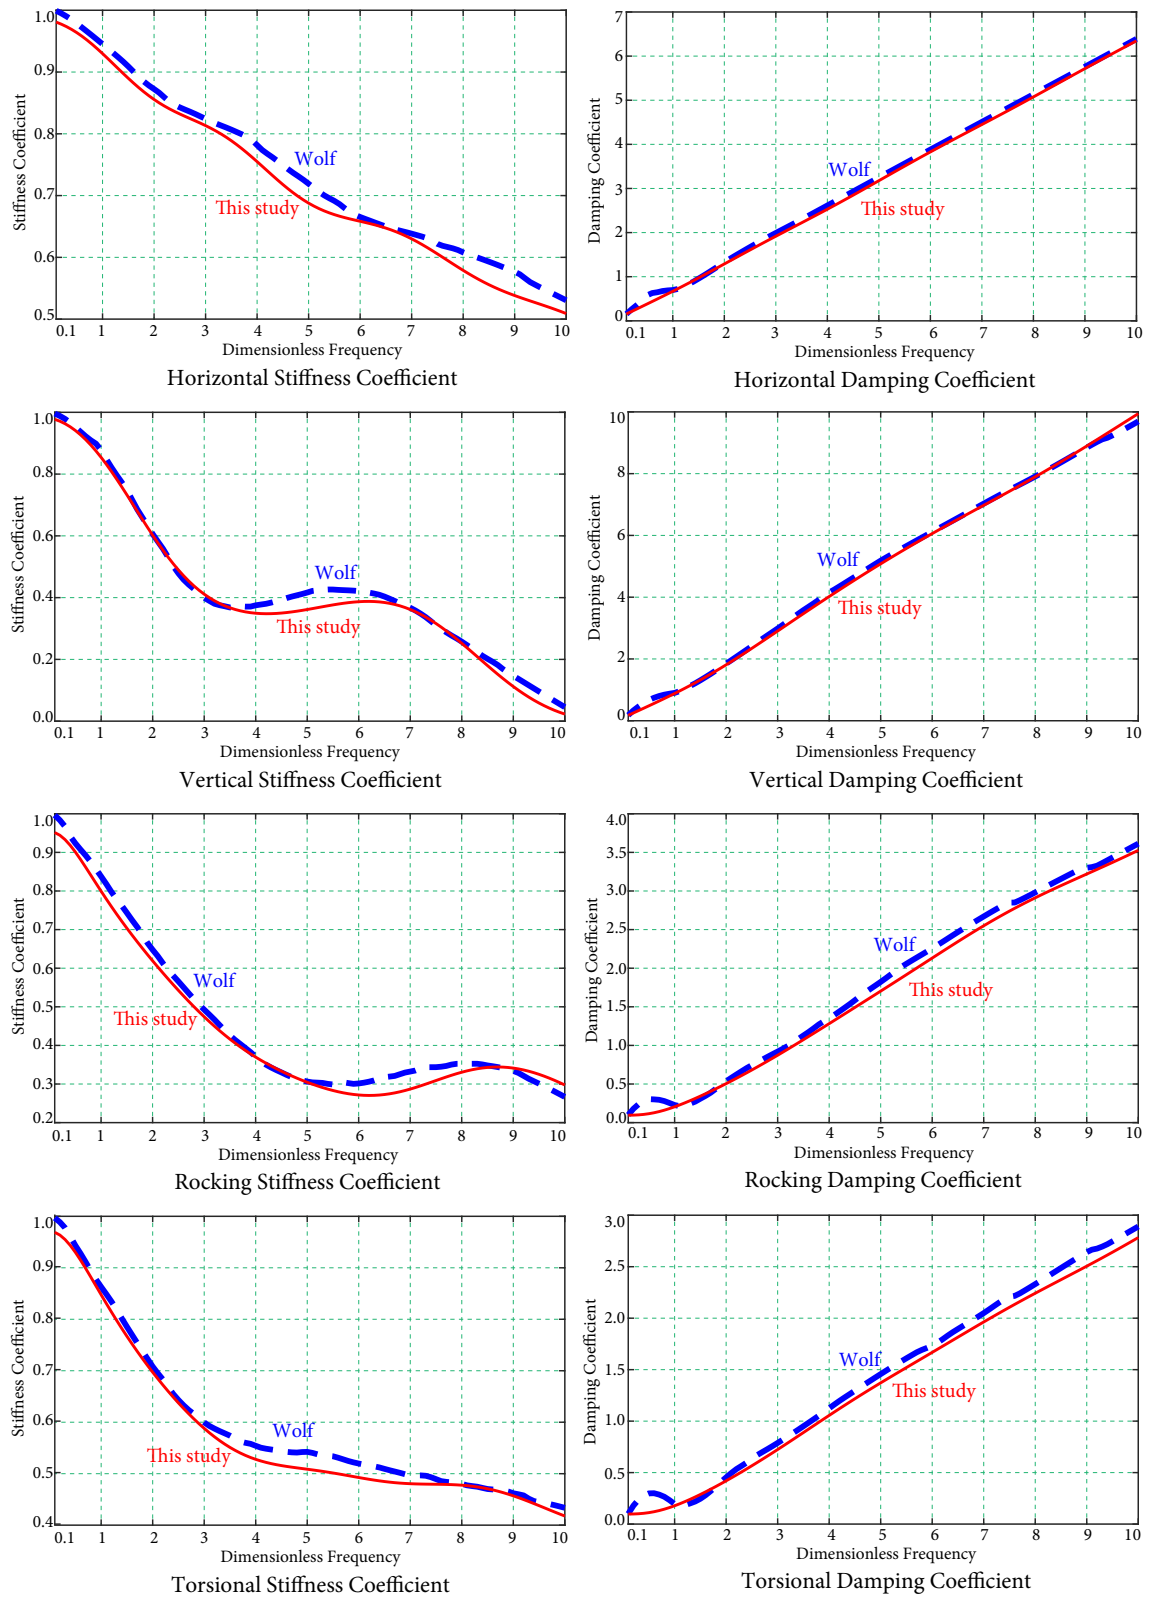 1.0
0.9
0.8
0.7
0.6
0.5
Stiffness Coefficient
Wolf
This study
0.1 1 2 3 4 5 6 7 8 9 10
Dimensionless Frequency
Horizontal Stiffness Coefficient
7
6
5
4
3
2
1
0
Damping Coefficient
Wolf
This study
0.1 1 2 3 4 5 6 7 8 9 10
Dimensionless Frequency
Horizontal Damping Coefficient
1.0
0.8
0.6
0.4
0.2
0.0
Stiffness Coefficient
Wolf
This study
0.1 1 2 3 4 5 6 7 8 9 10
Dimensionless Frequency
Vertical Stiffness Coefficient
10
8
6
4
2
0
Damping Coefficient
Wolf
This study
0.1 1 2 3 4 5 6 7 8 9 10
Dimensionless Frequency
Vertical Damping Coefficient
1.0
0.9
0.8
0.7
0.6
0.5
0.4
0.3
0.2
Stiffness Coefficient
Wolf
This study
0.1 1 2 3 4 5 6 7 8 9 10
Dimensionless Frequency
Rocking Stiffness Coefficient
4.0
3.5
3.0
2.5
2.0
1.5
1.0
0.5
0.0
Damping Coefficient
Wolf
This study
0.1 1 2 3 4 5 6 7 8 9 10
Dimensionless Frequency
Rocking Damping Coefficient
1.0
0.9
0.8
0.7
0.6
0.5
0.4
Stiffness Coefficient
Wolf
This study
0.1 1 2 3 4 5 6 7 8 9 10
Dimensionless Frequency
Torsional Stiffness Coefficient
3.0
2.5
2.0
1.5
1.0
0.5
0.0
Damping Coefficient
Wolf
This study
0.1 1 2 3 4 5 6 7 8 9 10
Dimensionless Frequency
Torsional Damping Coefficient